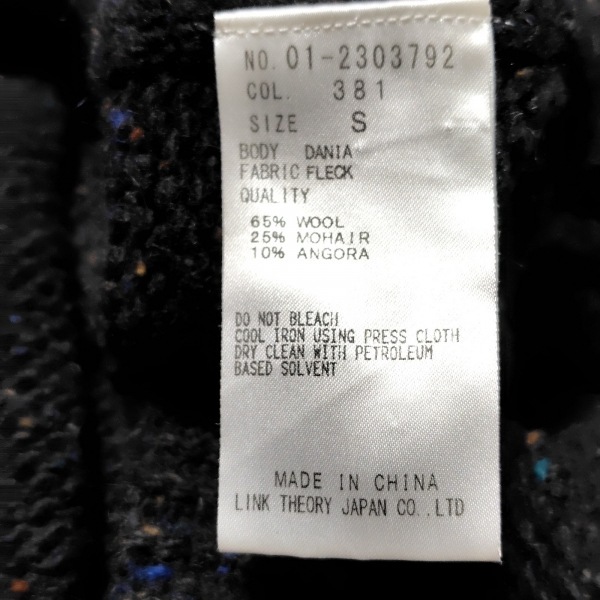 NO. 01-2303792
COL. 381
SIZE S
BODY DANIA
FABRIC FLECK
QUALITY
65% WOOL
25% MOHAIR
10% ANGORA
DO NOT BLEACH
COOL IRON USING PRESS CLOTH
DRY CLEAN WITH PETROLEUM
BASED SOLVENT
MADE IN CHINA
LINK THEORY JAPAN CO.,LTD